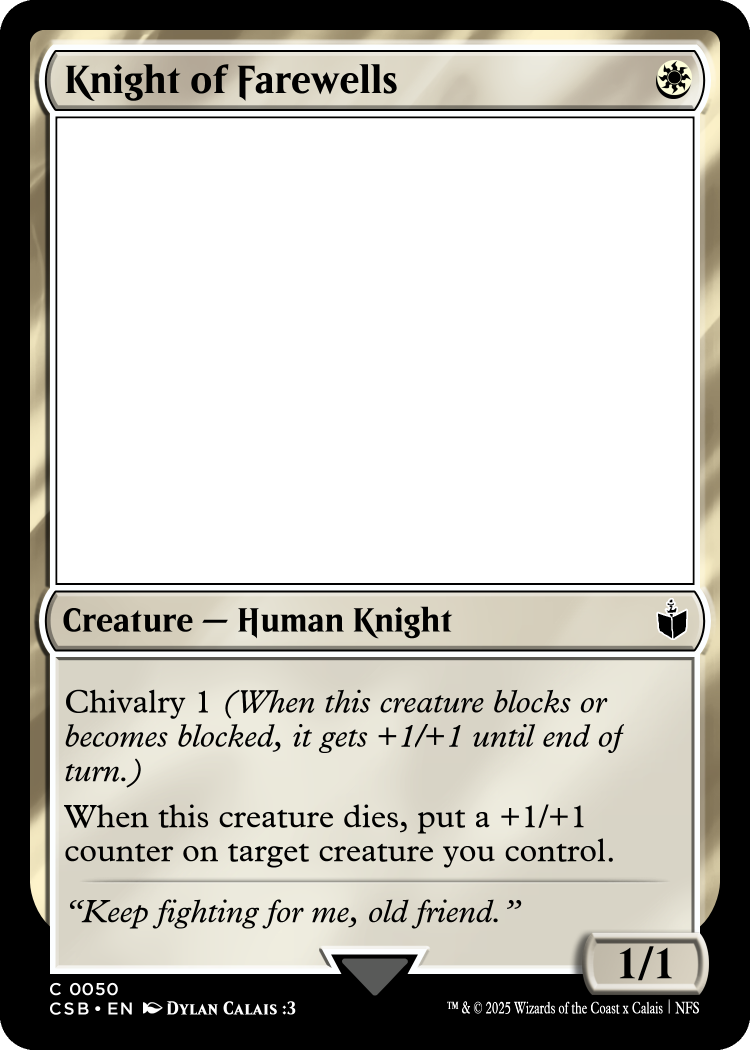 Knight of Farewells
Creature — Human Knight
Chivalry 1 (When this creature blocks or
becomes blocked, it gets +1/+1 until end of
turn.)
When this creature dies, put a +1/+1
counter on target creature you control.
“Keep fighting for me, old friend.”
1/1
C 0050
CSB • EN Dylan Calais :3
™ & © 2025 Wizards of the Coast x Calais | NFS